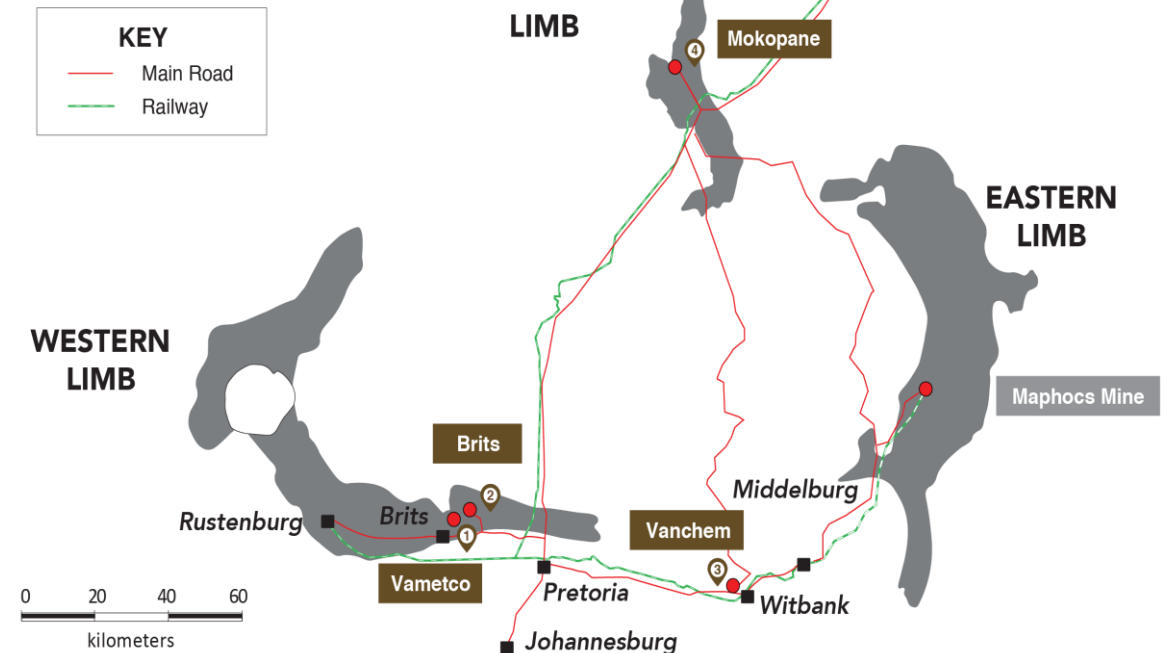 LIMB
KEY
Main Road
Railway
4
Mokopane
EASTERN
LIMB
WESTERN
LIMB
Maphocs Mine
Brits
2
Middelburg
Rustenburg
Brits
1
Vanchem
3
Vametco
Pretoria
Witbank
Johannesburg
0 20 40 60
kilometers